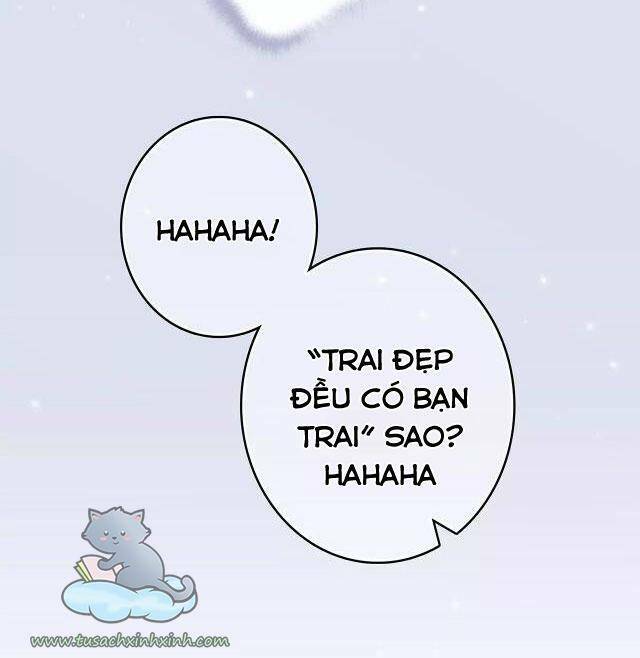 HAHAHA!
“TRAI ĐẸP
ĐỀU CÓ BẠN
TRAI” SAO?
HAHAHA
www.tusachxinhxinh.com